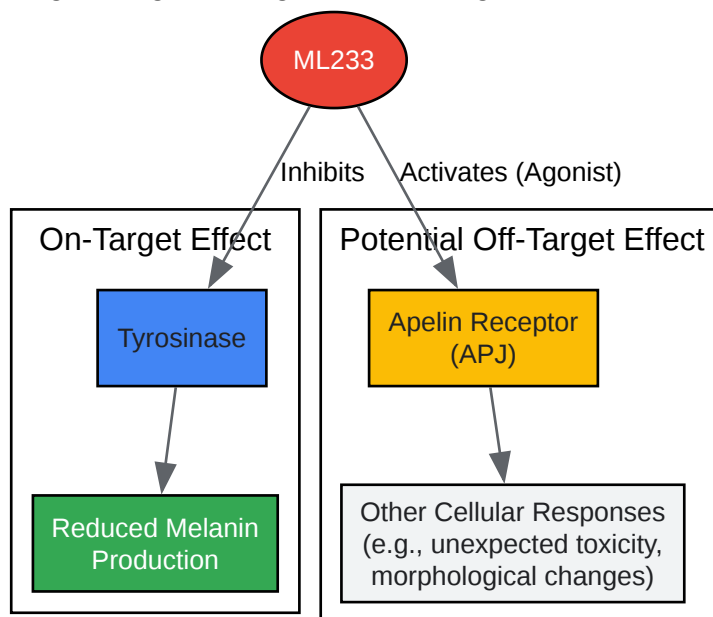 ML233
Inhibits
Activates (Agonist)
On-Target Effect
Potential Off-Target Effect
Tyrosinase
Apelin Receptor
(APJ)
Reduced Melanin
Production
Other Cellular Responses
(e.g., unexpected toxicity,
morphological changes)